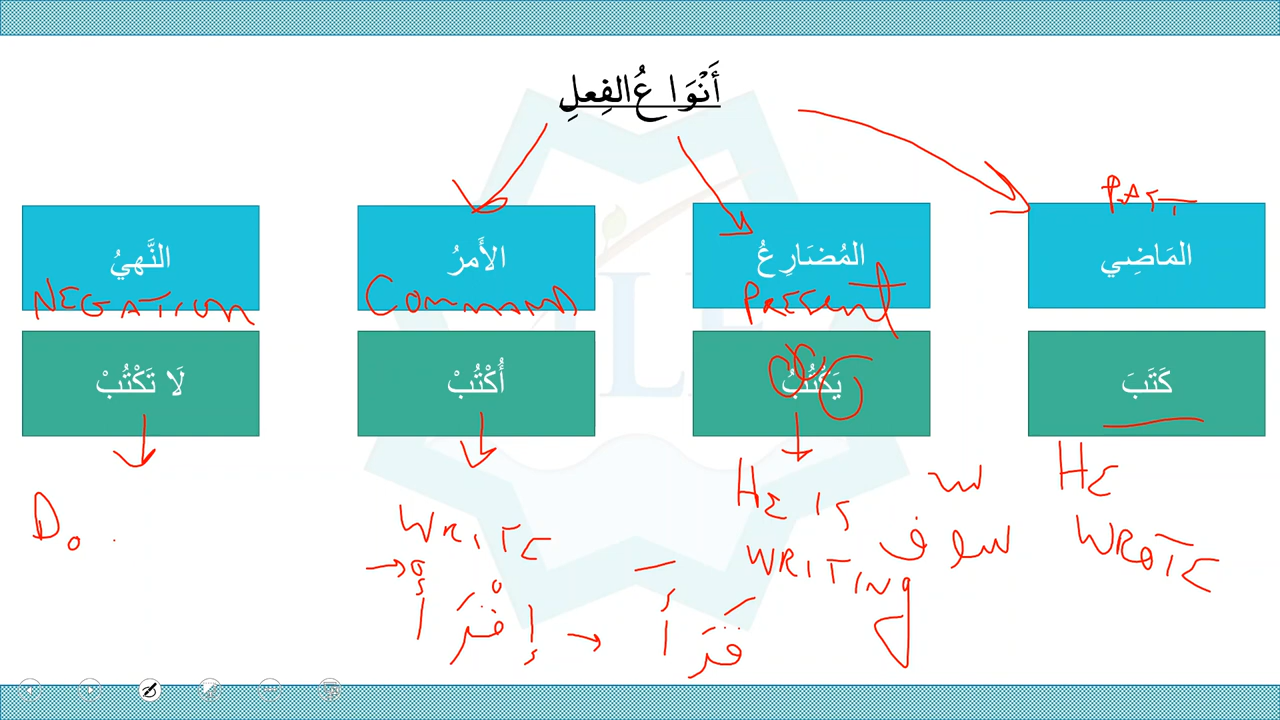 أَنْوَاعُ الفِعلِ
PAST
المَاضِي
المُضَارِعُ
الأَمرُ
النَّهيُ
PRESENT
COMMAND
NEGATION
كَتَبَ
يَكْتُبُ
أُكْتُبْ
لَا تَكْتُبْ
HE
WROTE
س
سوف
HE IS
WRITING
WRITE
قَرَأَ → إِقْرَأْ
DO